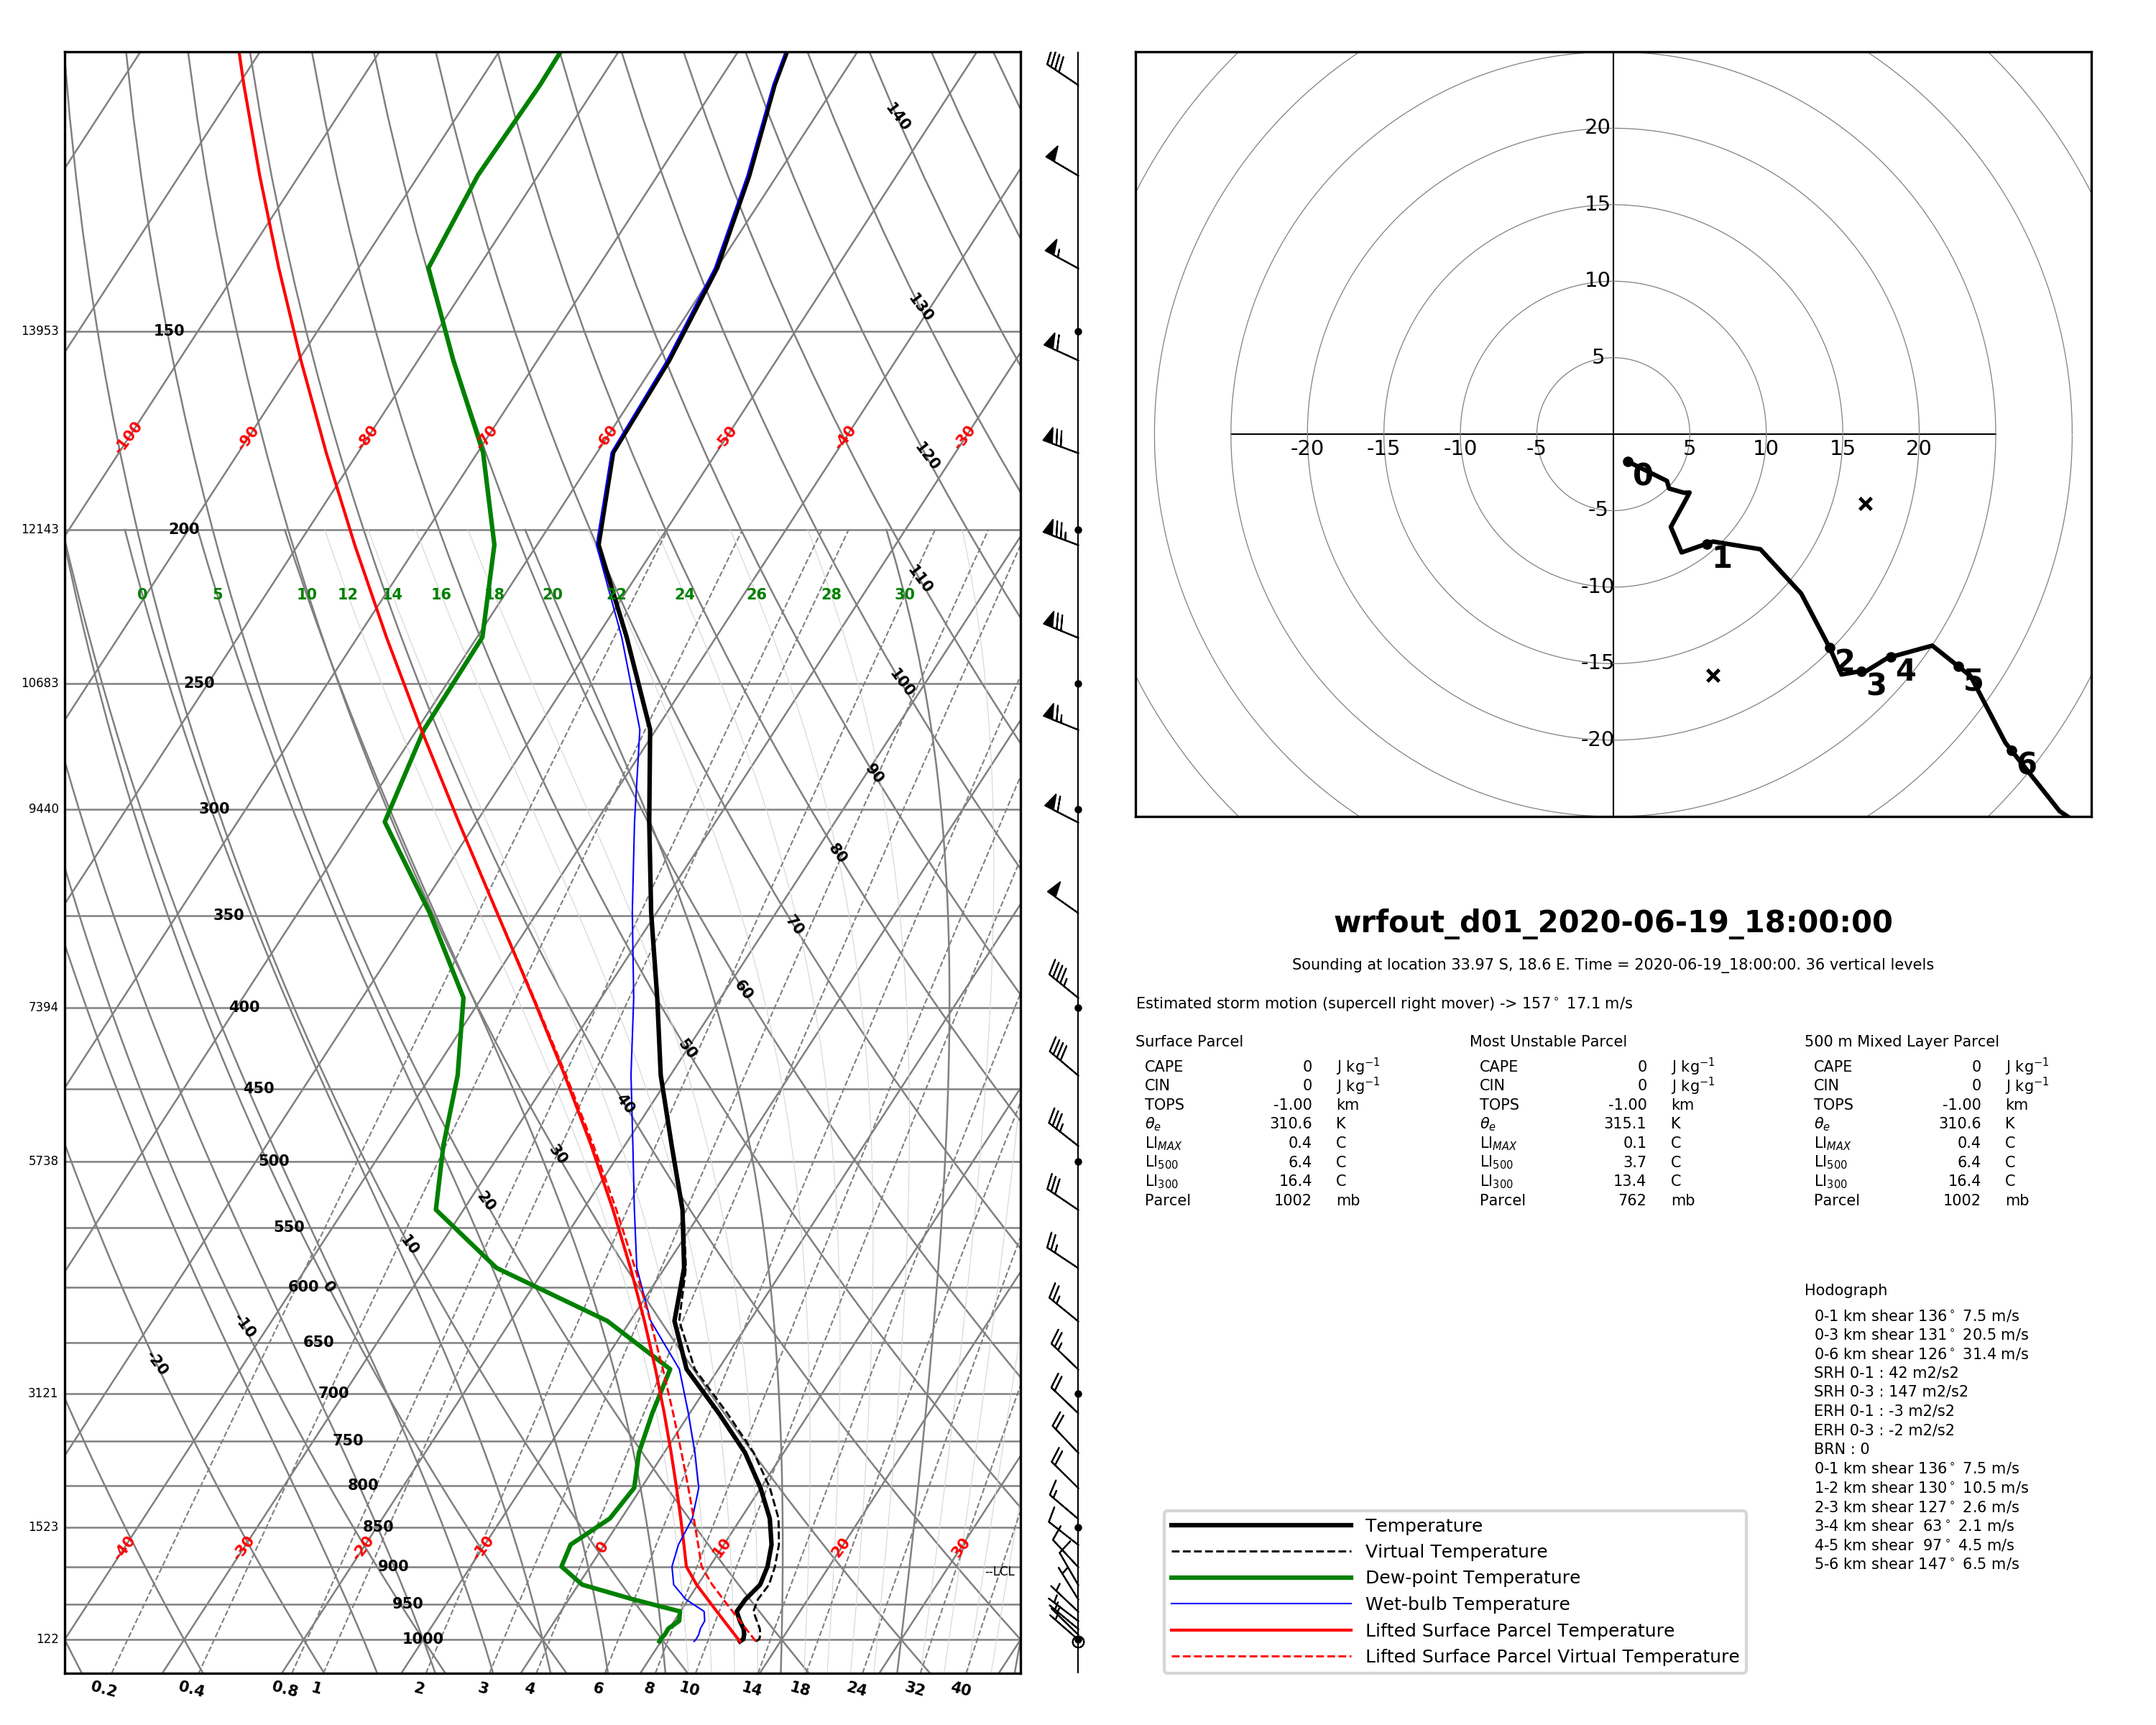 140
20
15
10
5
-20 -15 -10 -5 5 10 15 20
0
-5
1
-10
2 3 4 5
-15
-20
6
130
13953 150
-100 -90 -80 -70 -60 -50 -40 -30
120
12143 200
110
0 5 10 12 14 16 18 20 22 24 26 28 30
10683 250
100
90
9440 300
80
350
70
60
7394 400
50
450
40
5738 500
30
20
550
10
600 0
650
-10
-20
3121 700
750
800
1523 850
-40 -30 -20 -10 0 10 20 30
900
--LCL
950
122 1000
0.2 0.4 0.8 1 2 3 4 6 8 10 14 18 24 32 40
wrfout_d01_2020-06-19_18:00:00
Sounding at location 33.97 S, 18.6 E. Time = 2020-06-19_18:00:00. 36 vertical levels
Estimated storm motion (supercell right mover) -> 157° 17.1 m/s
Surface Parcel
CAPE 0 J kg⁻¹
CIN 0 J kg⁻¹
TOPS -1.00 km
θₑ 310.6 K
LI_MAX 0.4 C
LI₅₀₀ 6.4 C
LI₃₀₀ 16.4 C
Parcel 1002 mb
Most Unstable Parcel
CAPE 0 J kg⁻¹
CIN 0 J kg⁻¹
TOPS -1.00 km
θₑ 315.1 K
LI_MAX 0.1 C
LI₅₀₀ 3.7 C
LI₃₀₀ 13.4 C
Parcel 762 mb
500 m Mixed Layer Parcel
CAPE 0 J kg⁻¹
CIN 0 J kg⁻¹
TOPS -1.00 km
θₑ 310.6 K
LI_MAX 0.4 C
LI₅₀₀ 6.4 C
LI₃₀₀ 16.4 C
Parcel 1002 mb
Hodograph
0-1 km shear 136° 7.5 m/s
0-3 km shear 131° 20.5 m/s
0-6 km shear 126° 31.4 m/s
SRH 0-1 : 42 m2/s2
SRH 0-3 : 147 m2/s2
ERH 0-1 : -3 m2/s2
ERH 0-3 : -2 m2/s2
BRN : 0
0-1 km shear 136° 7.5 m/s
1-2 km shear 130° 10.5 m/s
2-3 km shear 127° 2.6 m/s
3-4 km shear 63° 2.1 m/s
4-5 km shear 97° 4.5 m/s
5-6 km shear 147° 6.5 m/s
Temperature
Virtual Temperature
Dew-point Temperature
Wet-bulb Temperature
Lifted Surface Parcel Temperature
Lifted Surface Parcel Virtual Temperature